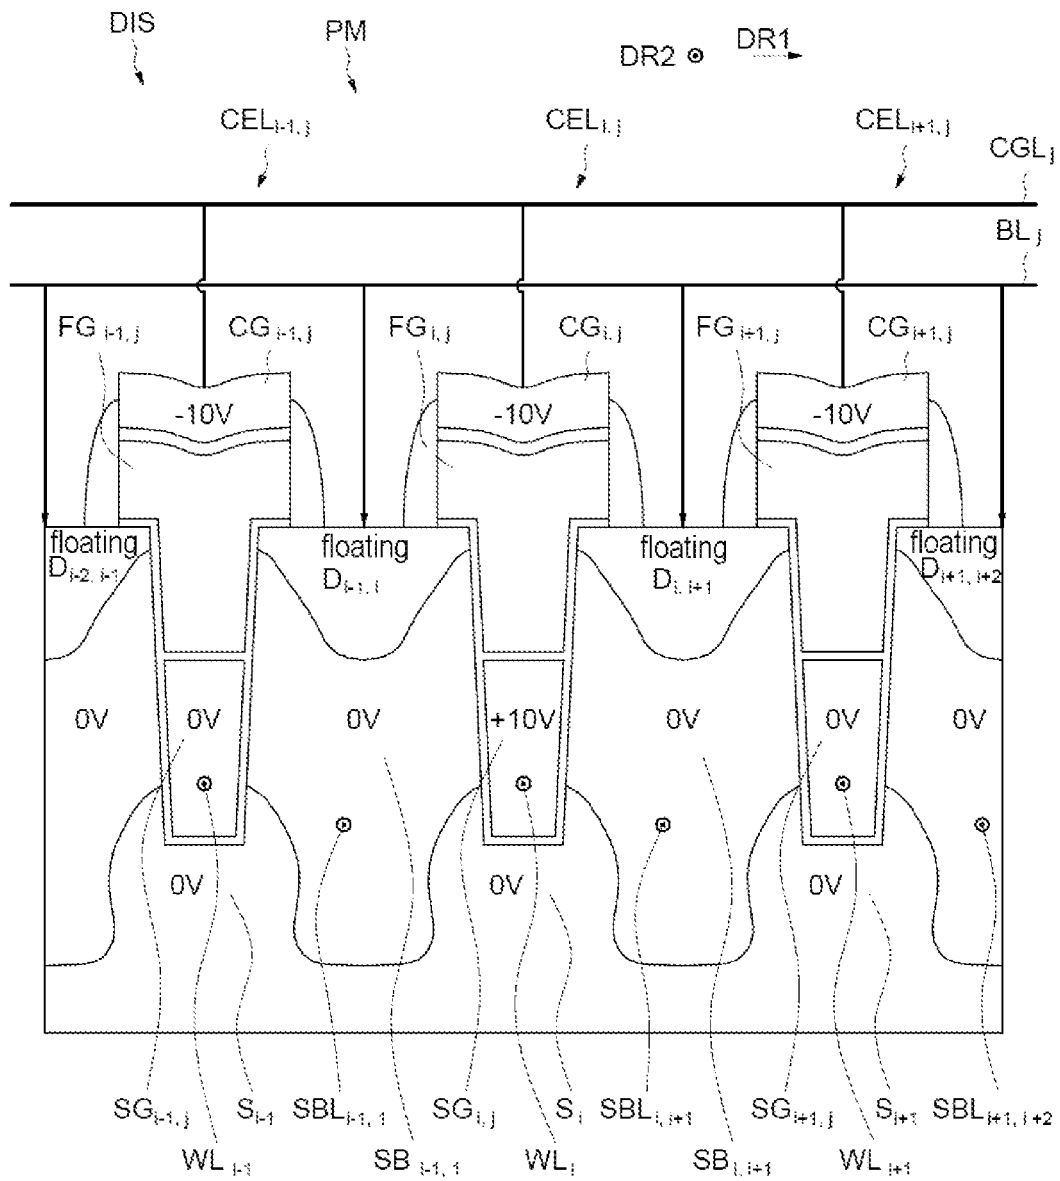 DIS
PM
DR2
DR1
CEL i-1, j
CEL i, j
CEL i+1, j
CGL j
BL j
FG i-1, j
CG i-1, j
FG i, j
CG i, j
FG i+1, j
CG i+1, j
-10V
-10V
-10V
floating
floating
floating
floating
D i-2, i-1
D i-1, i
D i, i+1
D i+1, i+2
0V
0V
0V
+10V
0V
0V
0V
0V
0V
0V
SG i-1, j
S i-1
SBL i-1, 1
SG i, j
S i
SBL i, i+1
SG i+1, j
S i+1
SBL i+1, i+2
WL i-1
SB i-1, 1
WL i
SB i, i+1
WL i+1